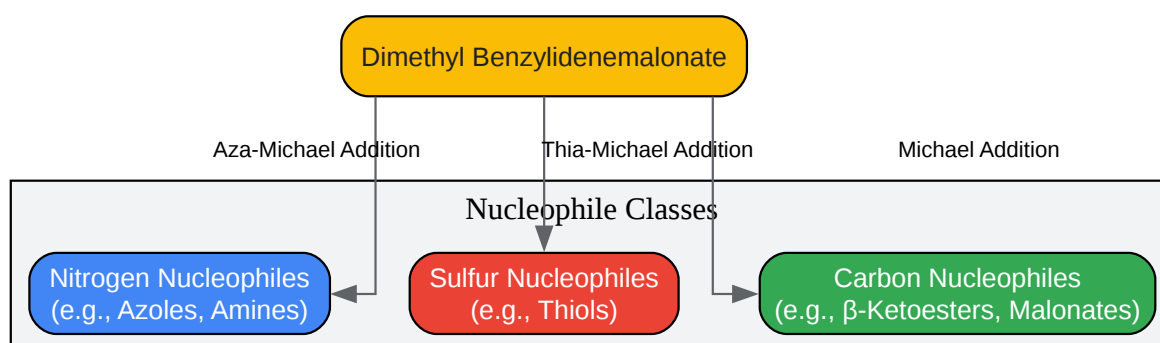 Dimethyl Benzylidenemalonate
Aza-Michael Addition
Thia-Michael Addition
Michael Addition
Nucleophile Classes
Nitrogen Nucleophiles
(e.g., Azoles, Amines)
Sulfur Nucleophiles
(e.g., Thiols)
Carbon Nucleophiles
(e.g., β-Ketoesters, Malonates)